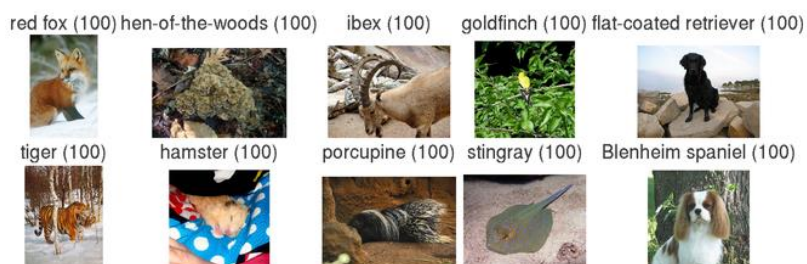 red fox (100) hen-of-the-woods (100) ibex (100) goldfinch (100) flat-coated retriever (100)
tiger (100) hamster (100) porcupine (100) stingray (100) Blenheim spaniel (100)